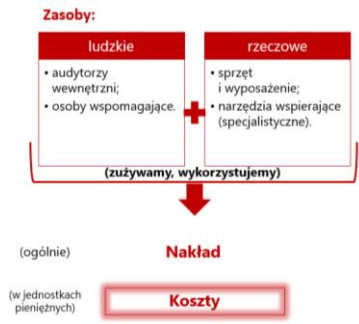 Zasoby:
ludzkie
• audytorzy
wewnętrzni;
• osoby wspomagające.
rzeczowe
• sprzęt
i wyposażenie;
• narzędzia wspierające
(specjalistyczne).
(zużywamy, wykorzystujemy)
(ogólnie)
Nakład
(w jednostkach
pieniężnych)
Koszty